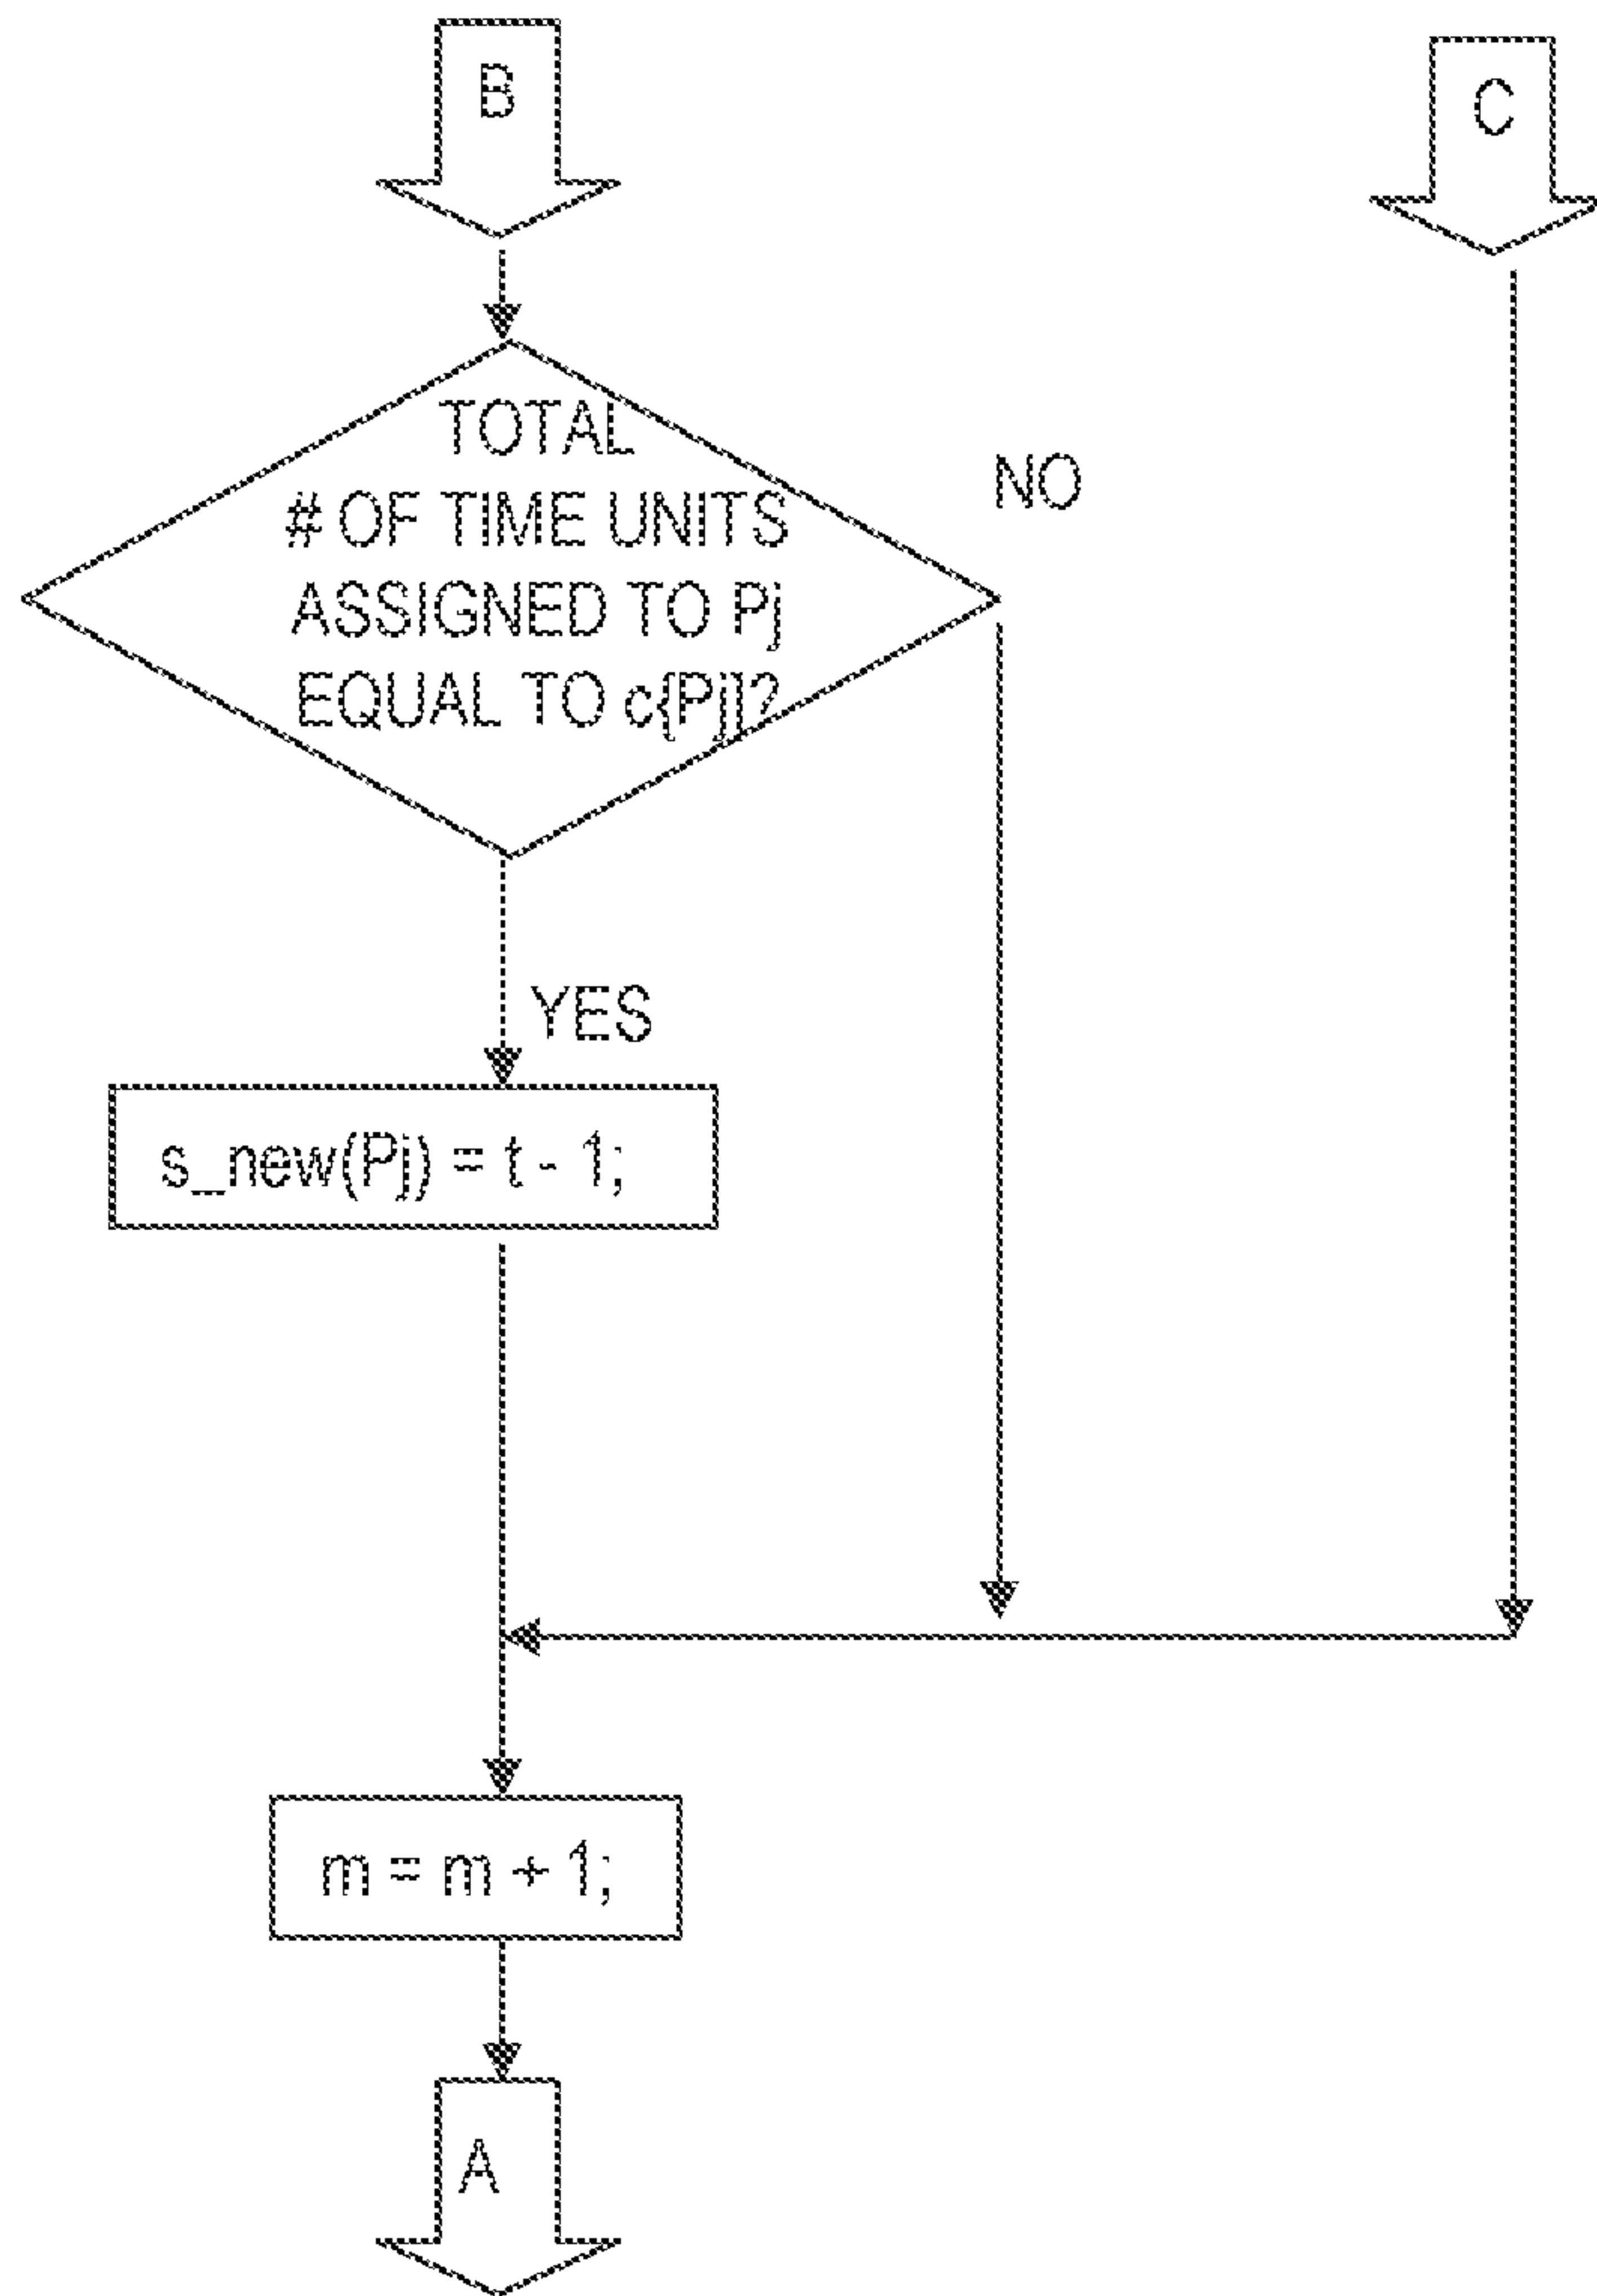 B
C
TOTAL
# OF TIME UNITS
ASSIGNED TO Pj
EQUAL TO c{Pj]?
NO
YES
s_new(Pj) = t - 1;
m = m + 1;
A